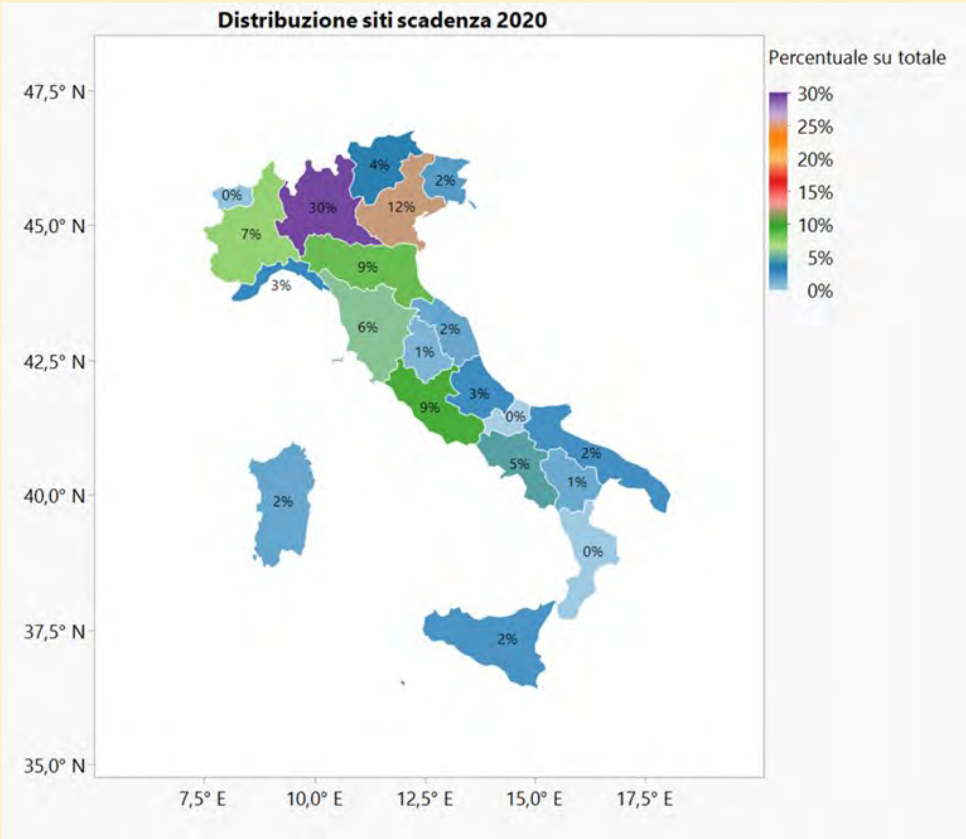 Distribuzione siti scadenza 2020
Percentuale su totale
47,5° N
45,0° N
42,5° N
40,0° N
37,5° N
35,0° N
30%
25%
20%
15%
10%
5%
0%
4%
2%
0%
30%
12%
7%
9%
3%
6%
2%
1%
3%
9%
0%
2%
5%
1%
2%
0%
2%
7,5° E
10,0° E
12,5° E
15,0° E
17,5° E